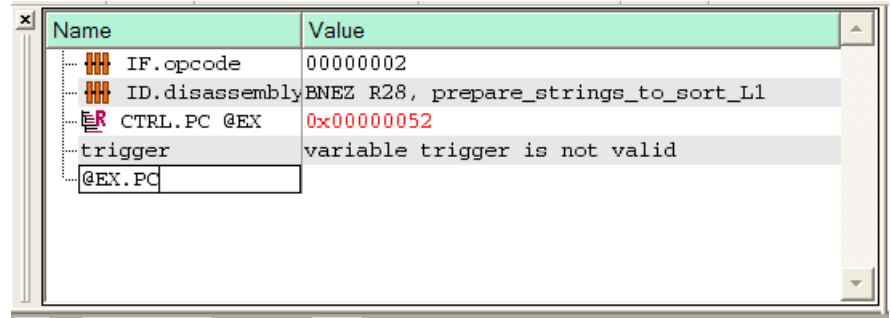 Name Value
IF.opcode 00000002
ID.disassembly BNEZ R28, prepare_strings_to_sort_L1
CTRL.PC @EX 0x00000052
trigger variable trigger is not valid
@EX.PC